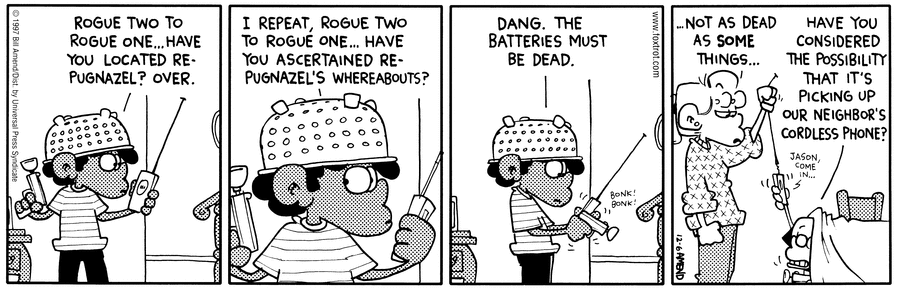 © 1997 Bill Amend/Dist. by Universal Press Syndicate
ROGUE TWO TO
ROGUE ONE...HAVE
YOU LOCATED RE-
PUGNAZEL? OVER.
I REPEAT, ROGUE TWO
TO ROGUE ONE... HAVE
YOU ASCERTAINED RE-
PUGNAZEL'S WHEREABOUTS?
DANG. THE
BATTERIES MUST
BE DEAD.
BONK!
BONK!
www.foxtrot.com
...NOT AS DEAD
AS SOME
THINGS...
HAVE YOU
CONSIDERED
THE POSSIBILITY
THAT IT'S
PICKING UP
OUR NEIGHBOR'S
CORDLESS PHONE?
JASON,
COME
IN...
12-6 AMEND